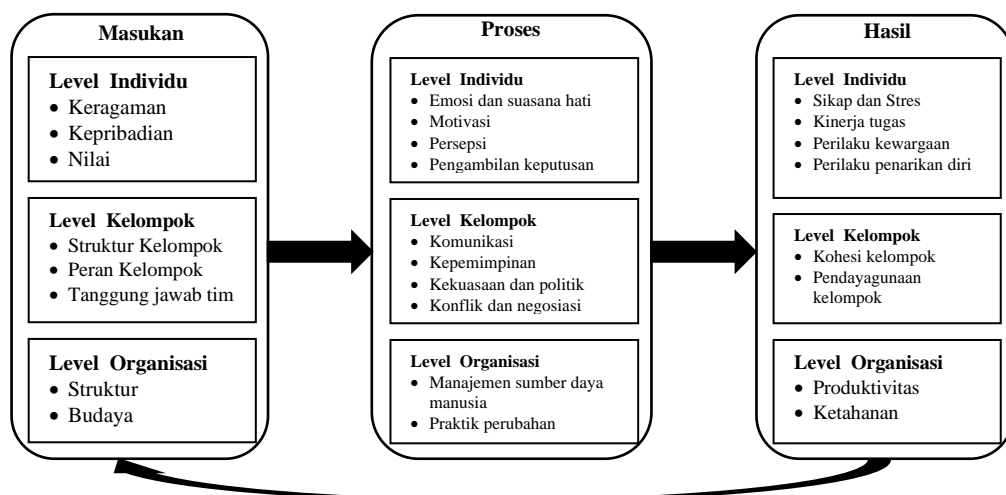 Masukan
Level Individu
• Keragaman
• Kepribadian
• Nilai
Level Kelompok
• Struktur Kelompok
• Peran Kelompok
• Tanggung jawab tim
Level Organisasi
• Struktur
• Budaya
Proses
Level Individu
• Emosi dan suasana hati
• Motivasi
• Persepsi
• Pengambilan keputusan
Level Kelompok
• Komunikasi
• Kepemimpinan
• Kekuasaan dan politik
• Konflik dan negosiasi
Level Organisasi
• Manajemen sumber daya
manusia
• Praktik perubahan
Hasil
Level Individu
• Sikap dan Stres
• Kinerja tugas
• Perilaku kewargaan
• Perilaku penarikan diri
Level Kelompok
• Kohesi kelompok
• Pendayagunaan
kelompok
Level Organisasi
• Produktivitas
• Ketahanan